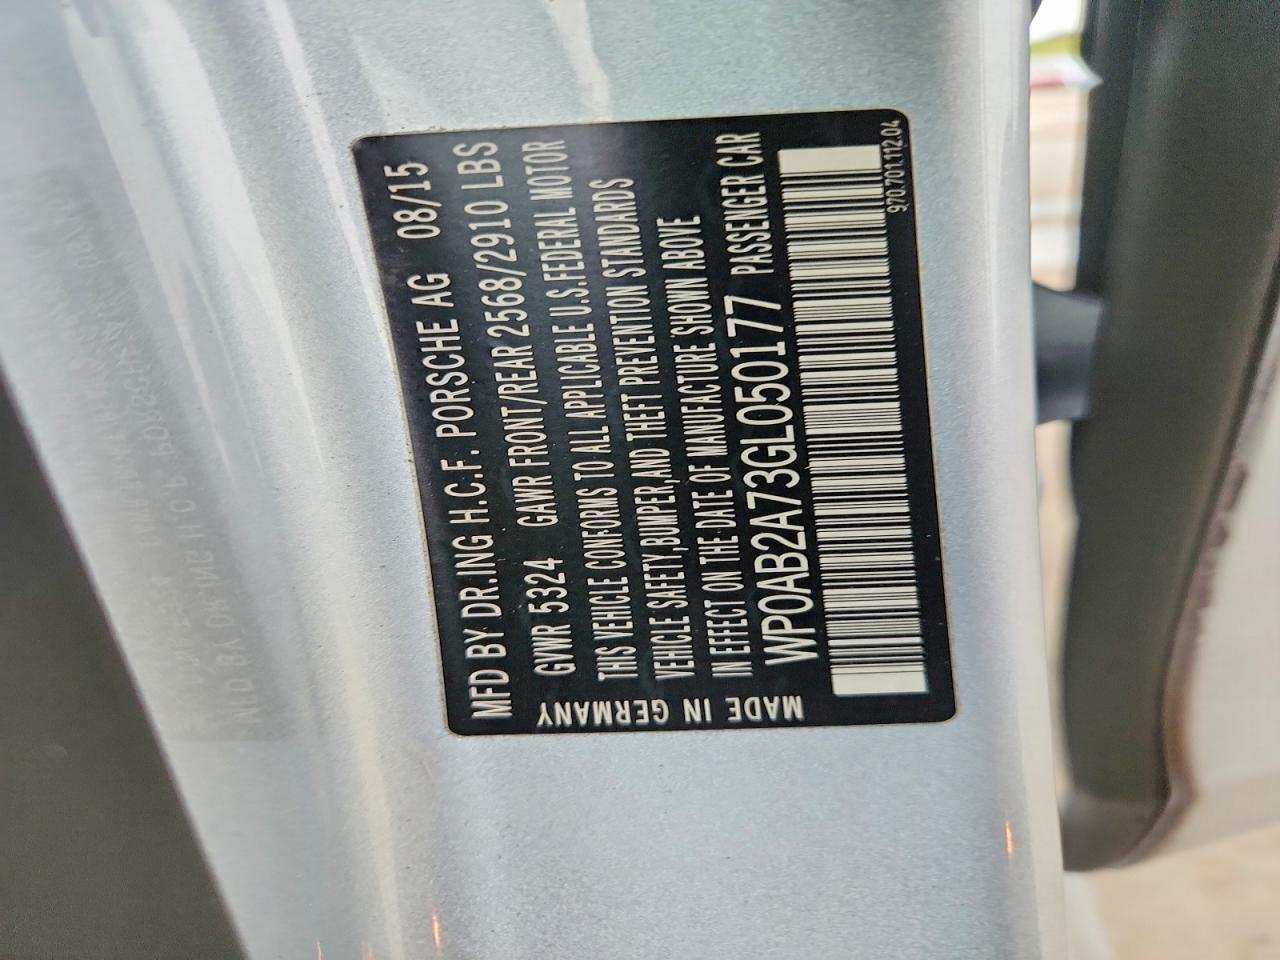 MFD BY DR.ING H.C.F. PORSCHE AG 08/15
GVWR 5324 GAWR FRONT/REAR 2568/2910 LBS
THIS VEHICLE CONFORMS TO ALL APPLICABLE U.S.FEDERAL MOTOR
VEHICLE SAFETY,BUMPER,AND THEFT PREVENTION STANDARDS
IN EFFECT ON THE DATE OF MANUFACTURE SHOWN ABOVE
WP0AB2A73GL050177 PASSENGER CAR
970.701.112.04
MADE IN GERMANY